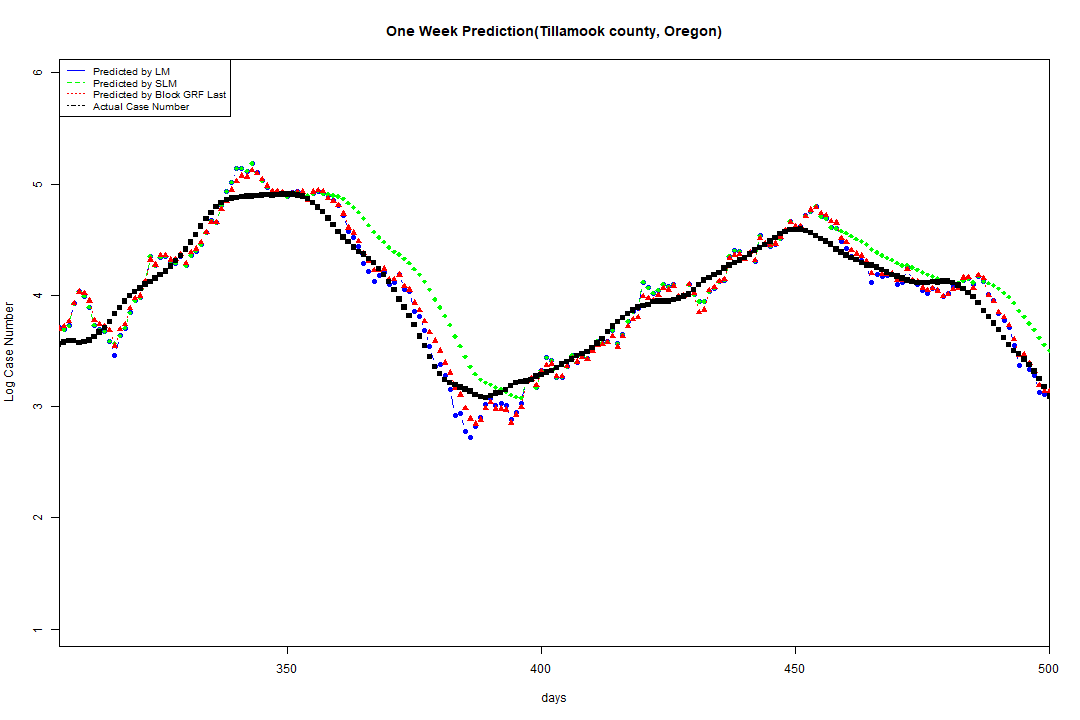 One Week Prediction(Tillamook county, Oregon)
Predicted by LM
Predicted by SLM
Predicted by Block GRF Last
Actual Case Number
Log Case Number
6
5
4
3
2
1
350 400 450 500
days